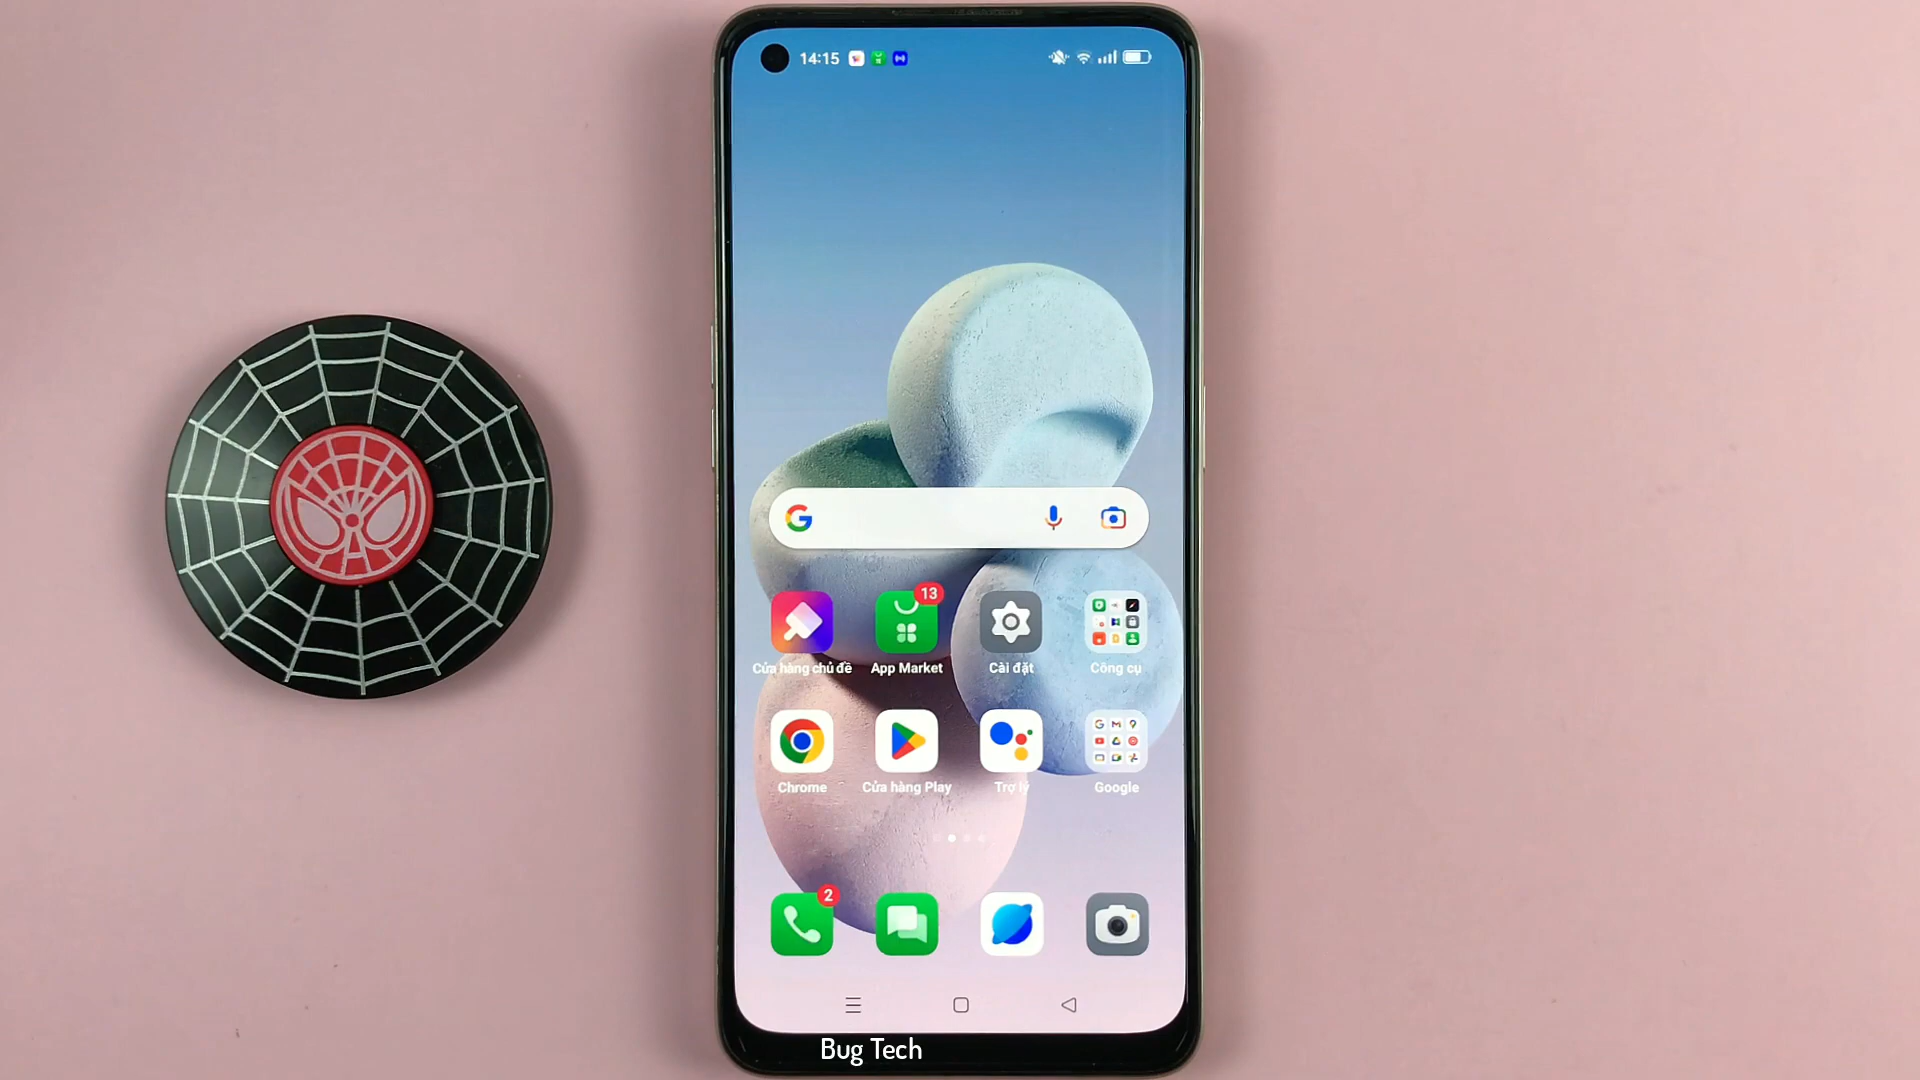 14:15
13
Cửa hàng chủ đề
App Market
Cài đặt
Công cụ
Chrome
Cửa hàng Play
Trợ lý
Google
2
Bug Tech